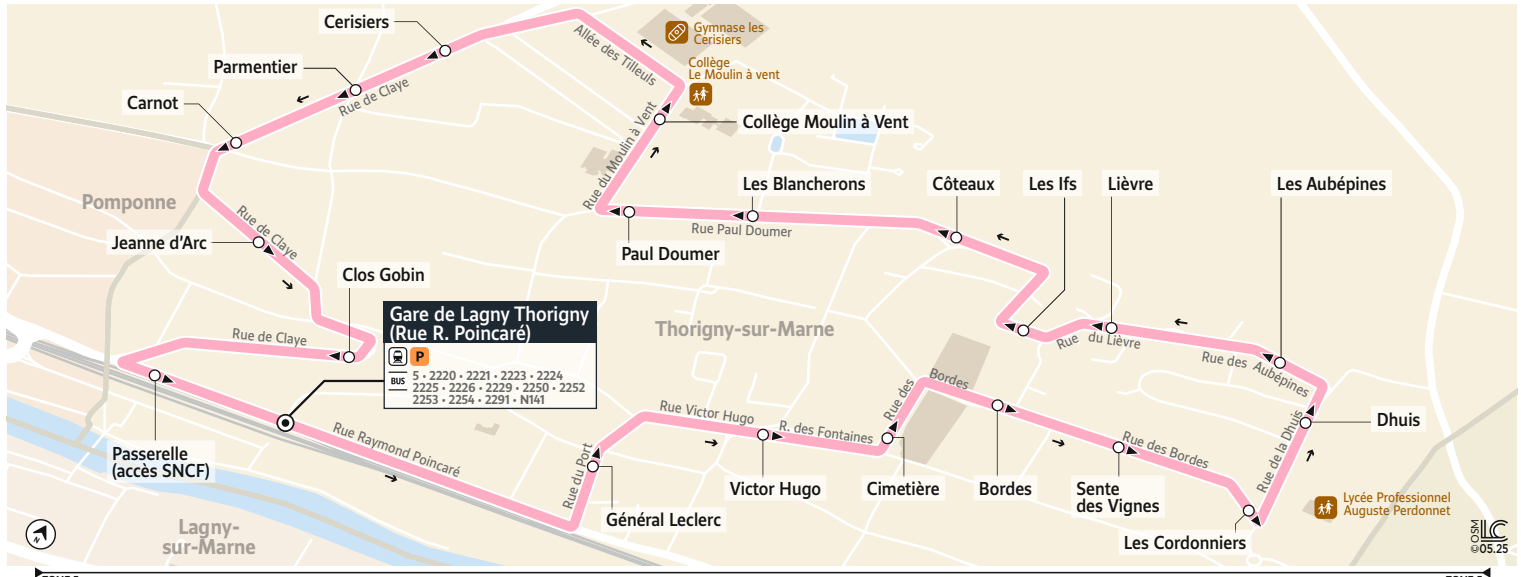 Cerisiers
Gymnase les
Cerisiers
Allée des Tilleuls
Collège
Le Moulin à vent
Parmentier
Rue de Claye
Carnot
Collège Moulin à Vent
Rue du Moulin à Vent
Pomponne
Les Blancherons
Côteaux
Les Ifs
Lièvre
Les Aubépines
Rue de Claye
Rue Paul Doumer
Jeanne d'Arc
Paul Doumer
Clos Gobin
Gare de Lagny Thorigny
(Rue R. Poincaré)
P
BUS
5 • 2220 • 2221 • 2223 • 2224
2225 • 2226 • 2229 • 2250 • 2252
2253 • 2254 • 2291 • N141
Rue de Claye
Thorigny-sur-Marne
Rue du Lièvre
Rue des Aubépines
Rue des Bordes
Rue Victor Hugo
R. des Fontaines
Rue Raymond Poincaré
Rue du Port
Rue des Bordes
Rue de la Dhuis
Dhuis
Passerelle
(accès SNCF)
Victor Hugo
Cimetière
Bordes
Sente
des Vignes
Général Leclerc
Lycée Professionnel
Auguste Perdonnet
Les Cordonniers
Lagny-
sur-Marne
N
© OSM
LC
05.25